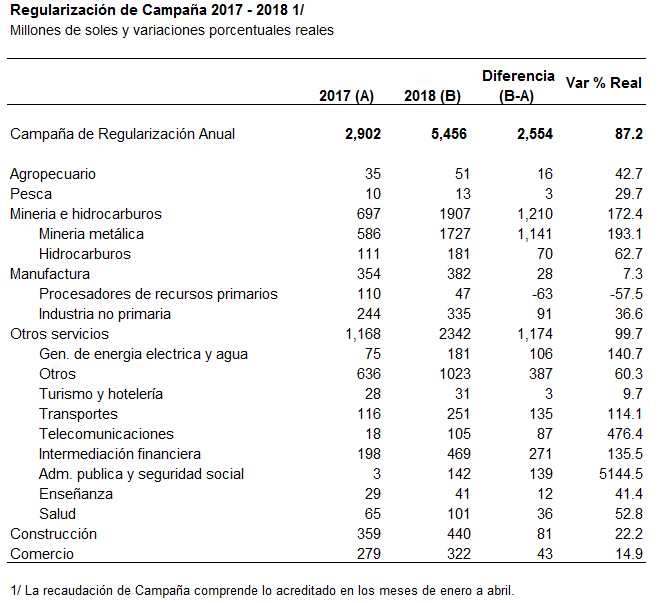 Regularización de Campaña 2017 - 2018 1/
Millones de soles y variaciones porcentuales reales
2017 (A) 2018 (B) Diferencia (B-A) Var % Real
Campaña de Regularización Anual 2,902 5,456 2,554 87.2
Agropecuario 35 51 16 42.7
Pesca 10 13 3 29.7
Mineria e hidrocarburos 697 1907 1,210 172.4
Mineria metálica 586 1727 1,141 193.1
Hidrocarburos 111 181 70 62.7
Manufactura 354 382 28 7.3
Procesadores de recursos primarios 110 47 -63 -57.5
Industria no primaria 244 335 91 36.6
Otros servicios 1,168 2342 1,174 99.7
Gen. de energia electrica y agua 75 181 106 140.7
Otros 636 1023 387 60.3
Turismo y hotelería 28 31 3 9.7
Transportes 116 251 135 114.1
Telecomunicaciones 18 105 87 476.4
Intermediación financiera 198 469 271 135.5
Adm. publica y seguridad social 3 142 139 5144.5
Enseñanza 29 41 12 41.4
Salud 65 101 36 52.8
Construcción 359 440 81 22.2
Comercio 279 322 43 14.9
1/ La recaudación de Campaña comprende lo acreditado en los meses de enero a abril.